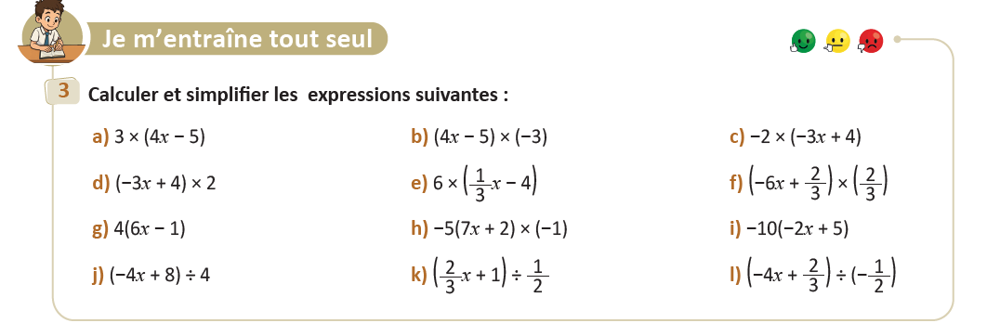 Je m’entraîne tout seul
3 Calculer et simplifier les expressions suivantes :
a) 3 × (4x − 5) b) (4x − 5) × (−3) c) −2 × (−3x + 4)
d) (−3x + 4) × 2 e) 6 × (1/3 x − 4) f) (−6x + 2/3) × (2/3)
g) 4(6x − 1) h) −5(7x + 2) × (−1) i) −10(−2x + 5)
j) (−4x + 8) ÷ 4 k) (2/3 x + 1) ÷ 1/2 l) (−4x + 2/3) ÷ (−1/2)